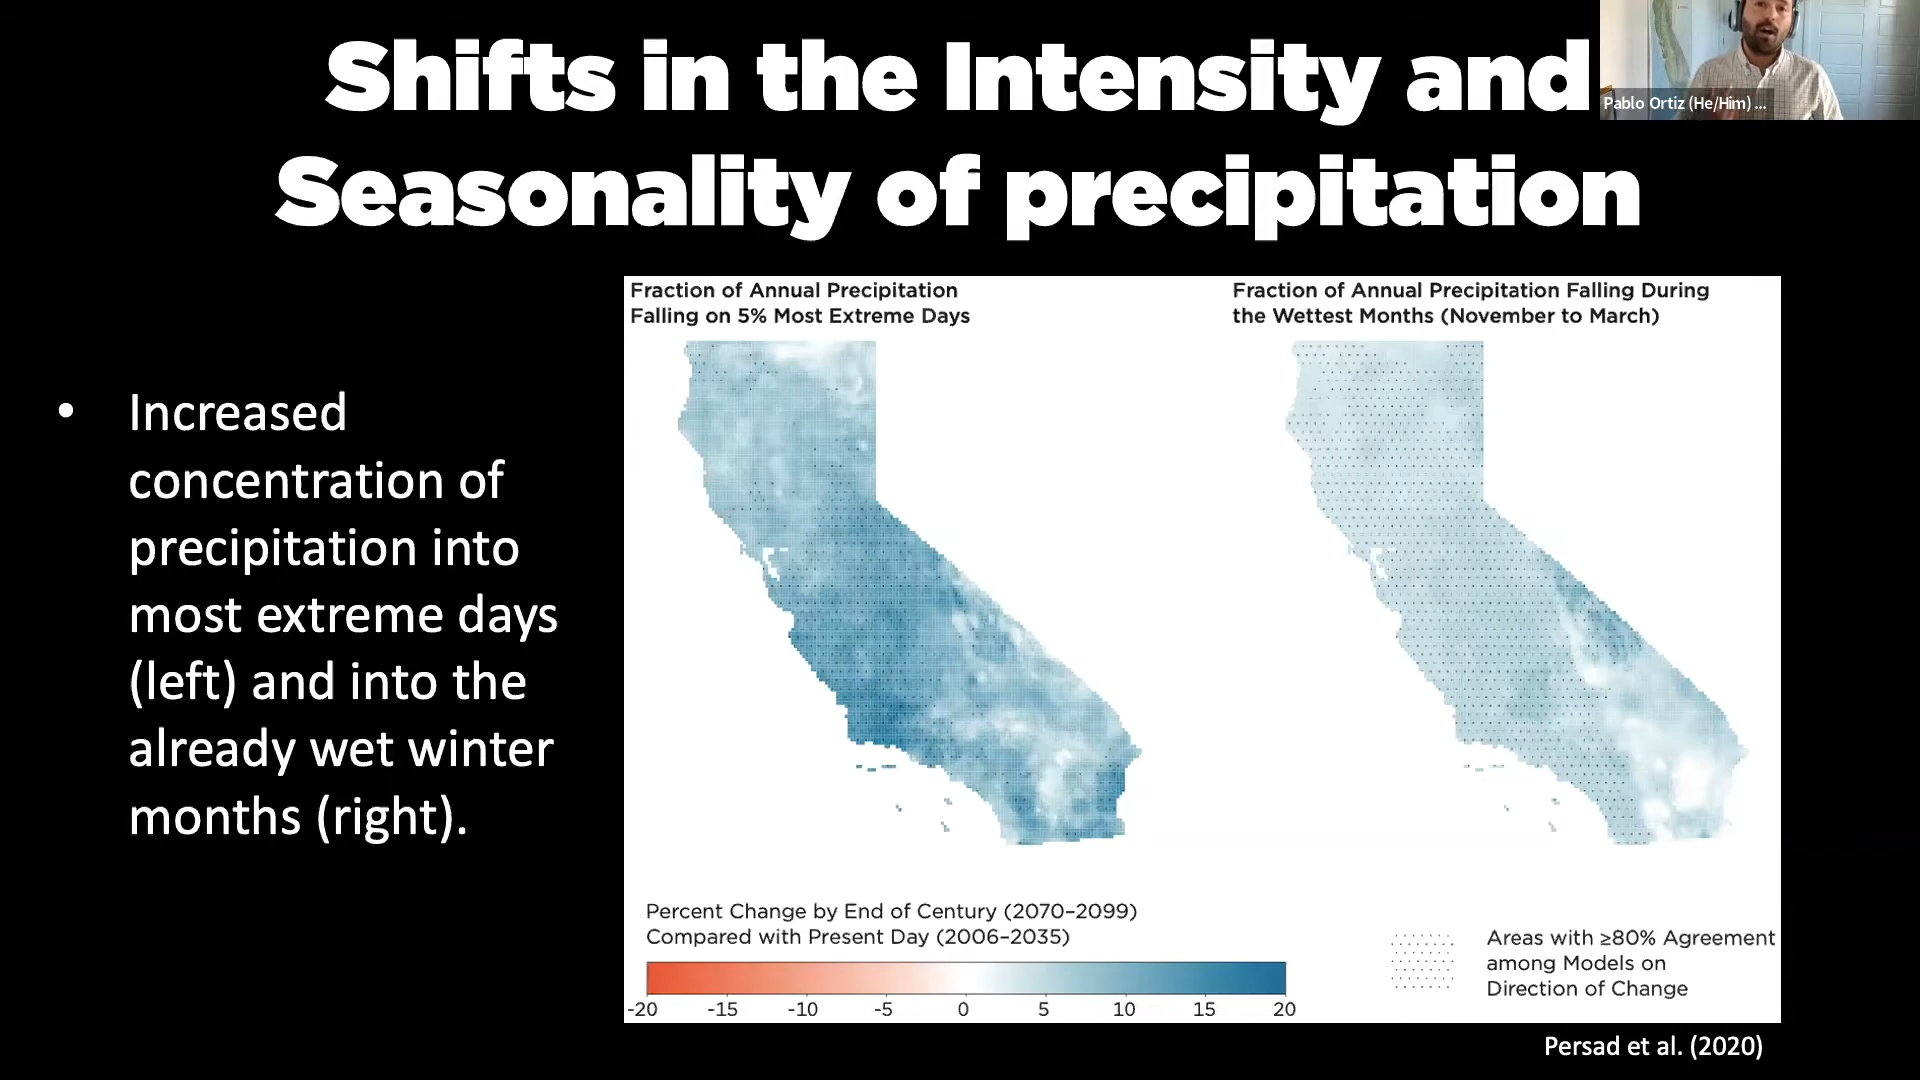 Shifts in the Intensity and
Seasonality of precipitation
Pablo Ortiz (He/Him) ...
• Increased
concentration of
precipitation into
most extreme days
(left) and into the
already wet winter
months (right).
Fraction of Annual Precipitation
Falling on 5% Most Extreme Days
Fraction of Annual Precipitation Falling During
the Wettest Months (November to March)
Percent Change by End of Century (2070–2099)
Compared with Present Day (2006–2035)
-20 -15 -10 -5 0 5 10 15 20
Areas with ≥80% Agreement
among Models on
Direction of Change
Persad et al. (2020)